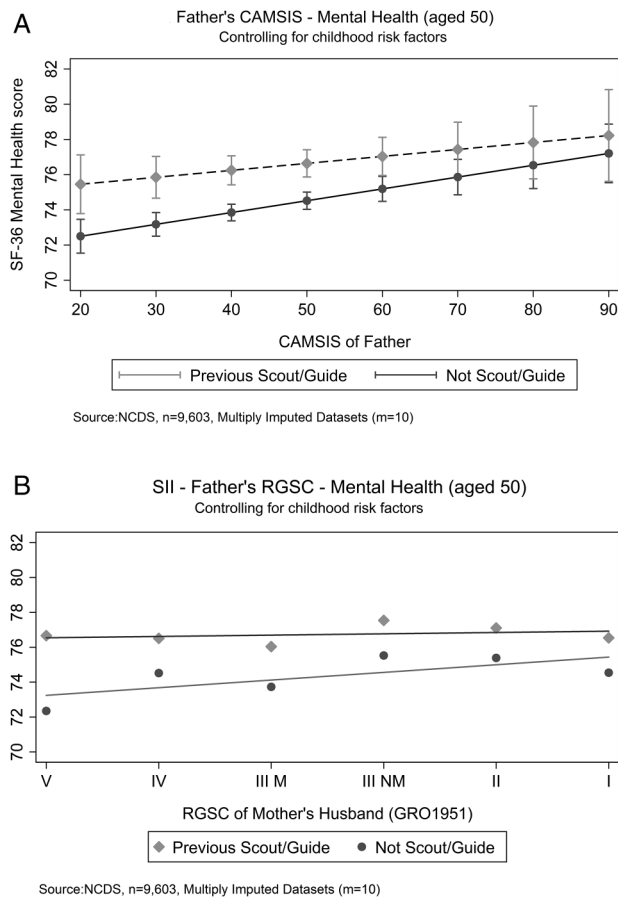 A
Father's CAMSIS - Mental Health (aged 50)
Controlling for childhood risk factors
SF-36 Mental Health score
82
80
78
76
74
72
70
20 30 40 50 60 70 80 90
CAMSIS of Father
Previous Scout/Guide Not Scout/Guide
Source:NCDS, n=9,603, Multiply Imputed Datasets (m=10)
B
SII - Father's RGSC - Mental Health (aged 50)
Controlling for childhood risk factors
82
80
78
76
74
72
70
V IV III M III NM II I
RGSC of Mother's Husband (GRO1951)
Previous Scout/Guide Not Scout/Guide
Source:NCDS, n=9,603, Multiply Imputed Datasets (m=10)